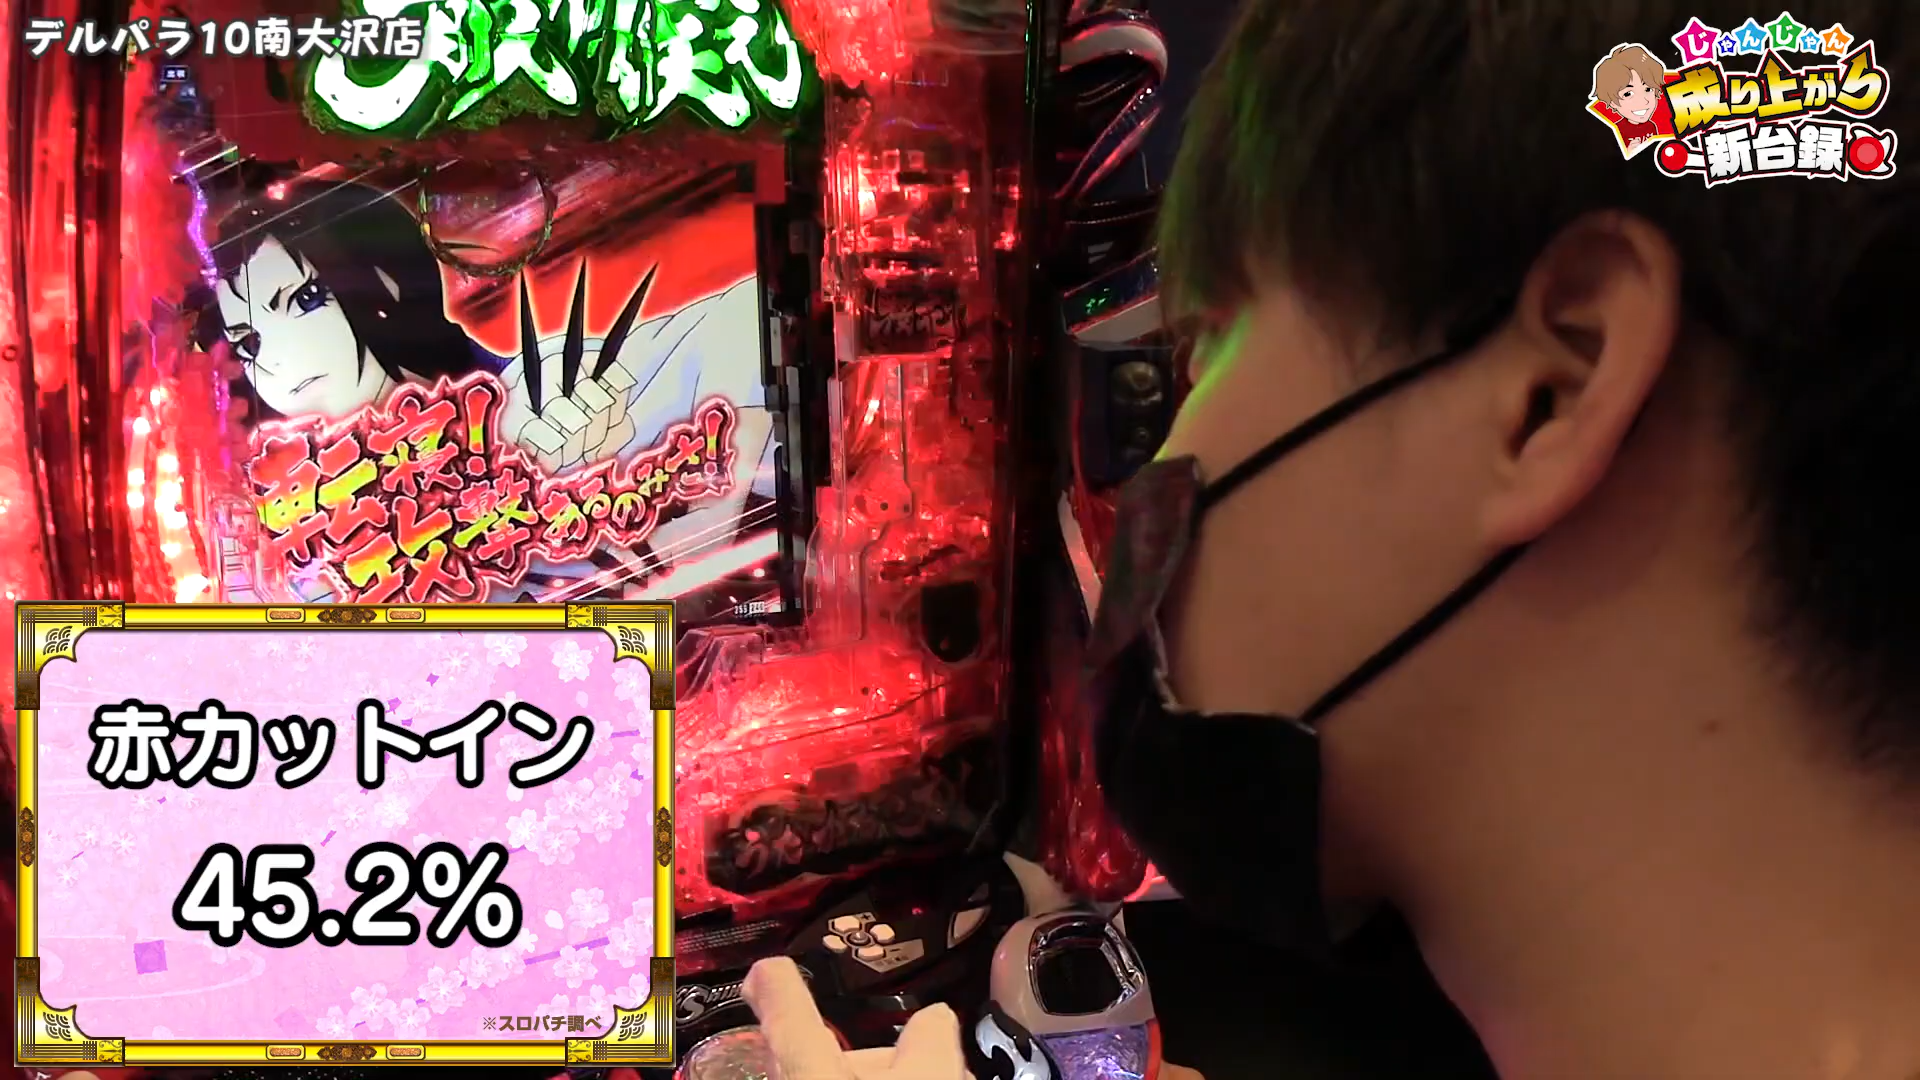 デルパラ10南大沢店
じゃんじゃん
成り上がり
新台録
転寝!
攻撃あるのみさ!
赤カットイン
45.2%
※スロパチ調べ